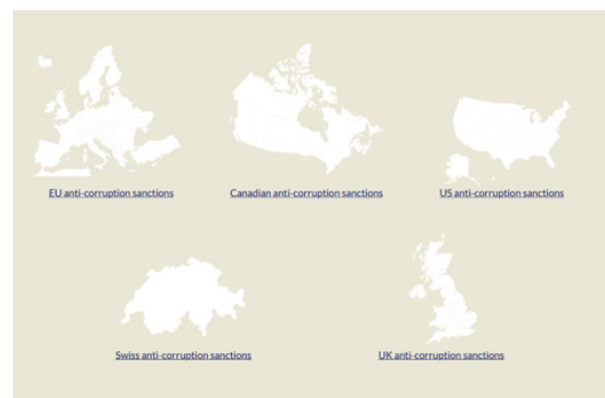 EU anti-corruption sanctions
Canadian anti-corruption sanctions
US anti-corruption sanctions
Swiss anti-corruption sanctions
UK anti-corruption sanctions